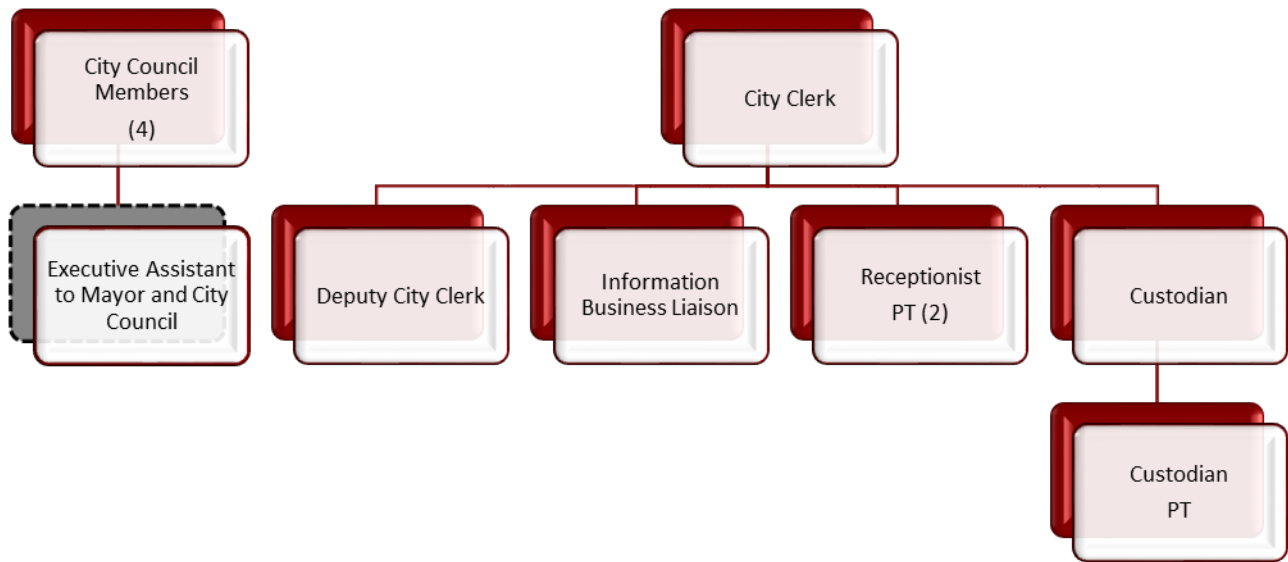 City Council
Members
(4)
City Clerk
Executive Assistant
to Mayor and City
Council
Deputy City Clerk
Information
Business Liaison
Receptionist
PT (2)
Custodian
Custodian
PT